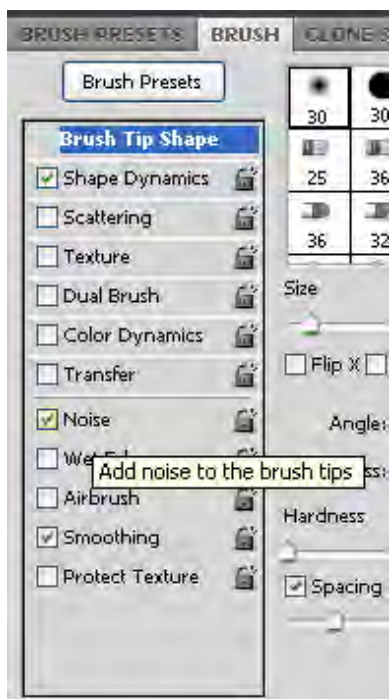 BRUSH PRESETS BRUSH CLONE S
Brush Presets
Brush Tip Shape
Shape Dynamics
Scattering
Texture
Dual Brush
Color Dynamics
Transfer
Noise
Add noise to the brush tips
Airbrush
Smoothing
Protect Texture
30 30
25 36
36 32
Size
Flip X
Angle:
Hardness
Spacing